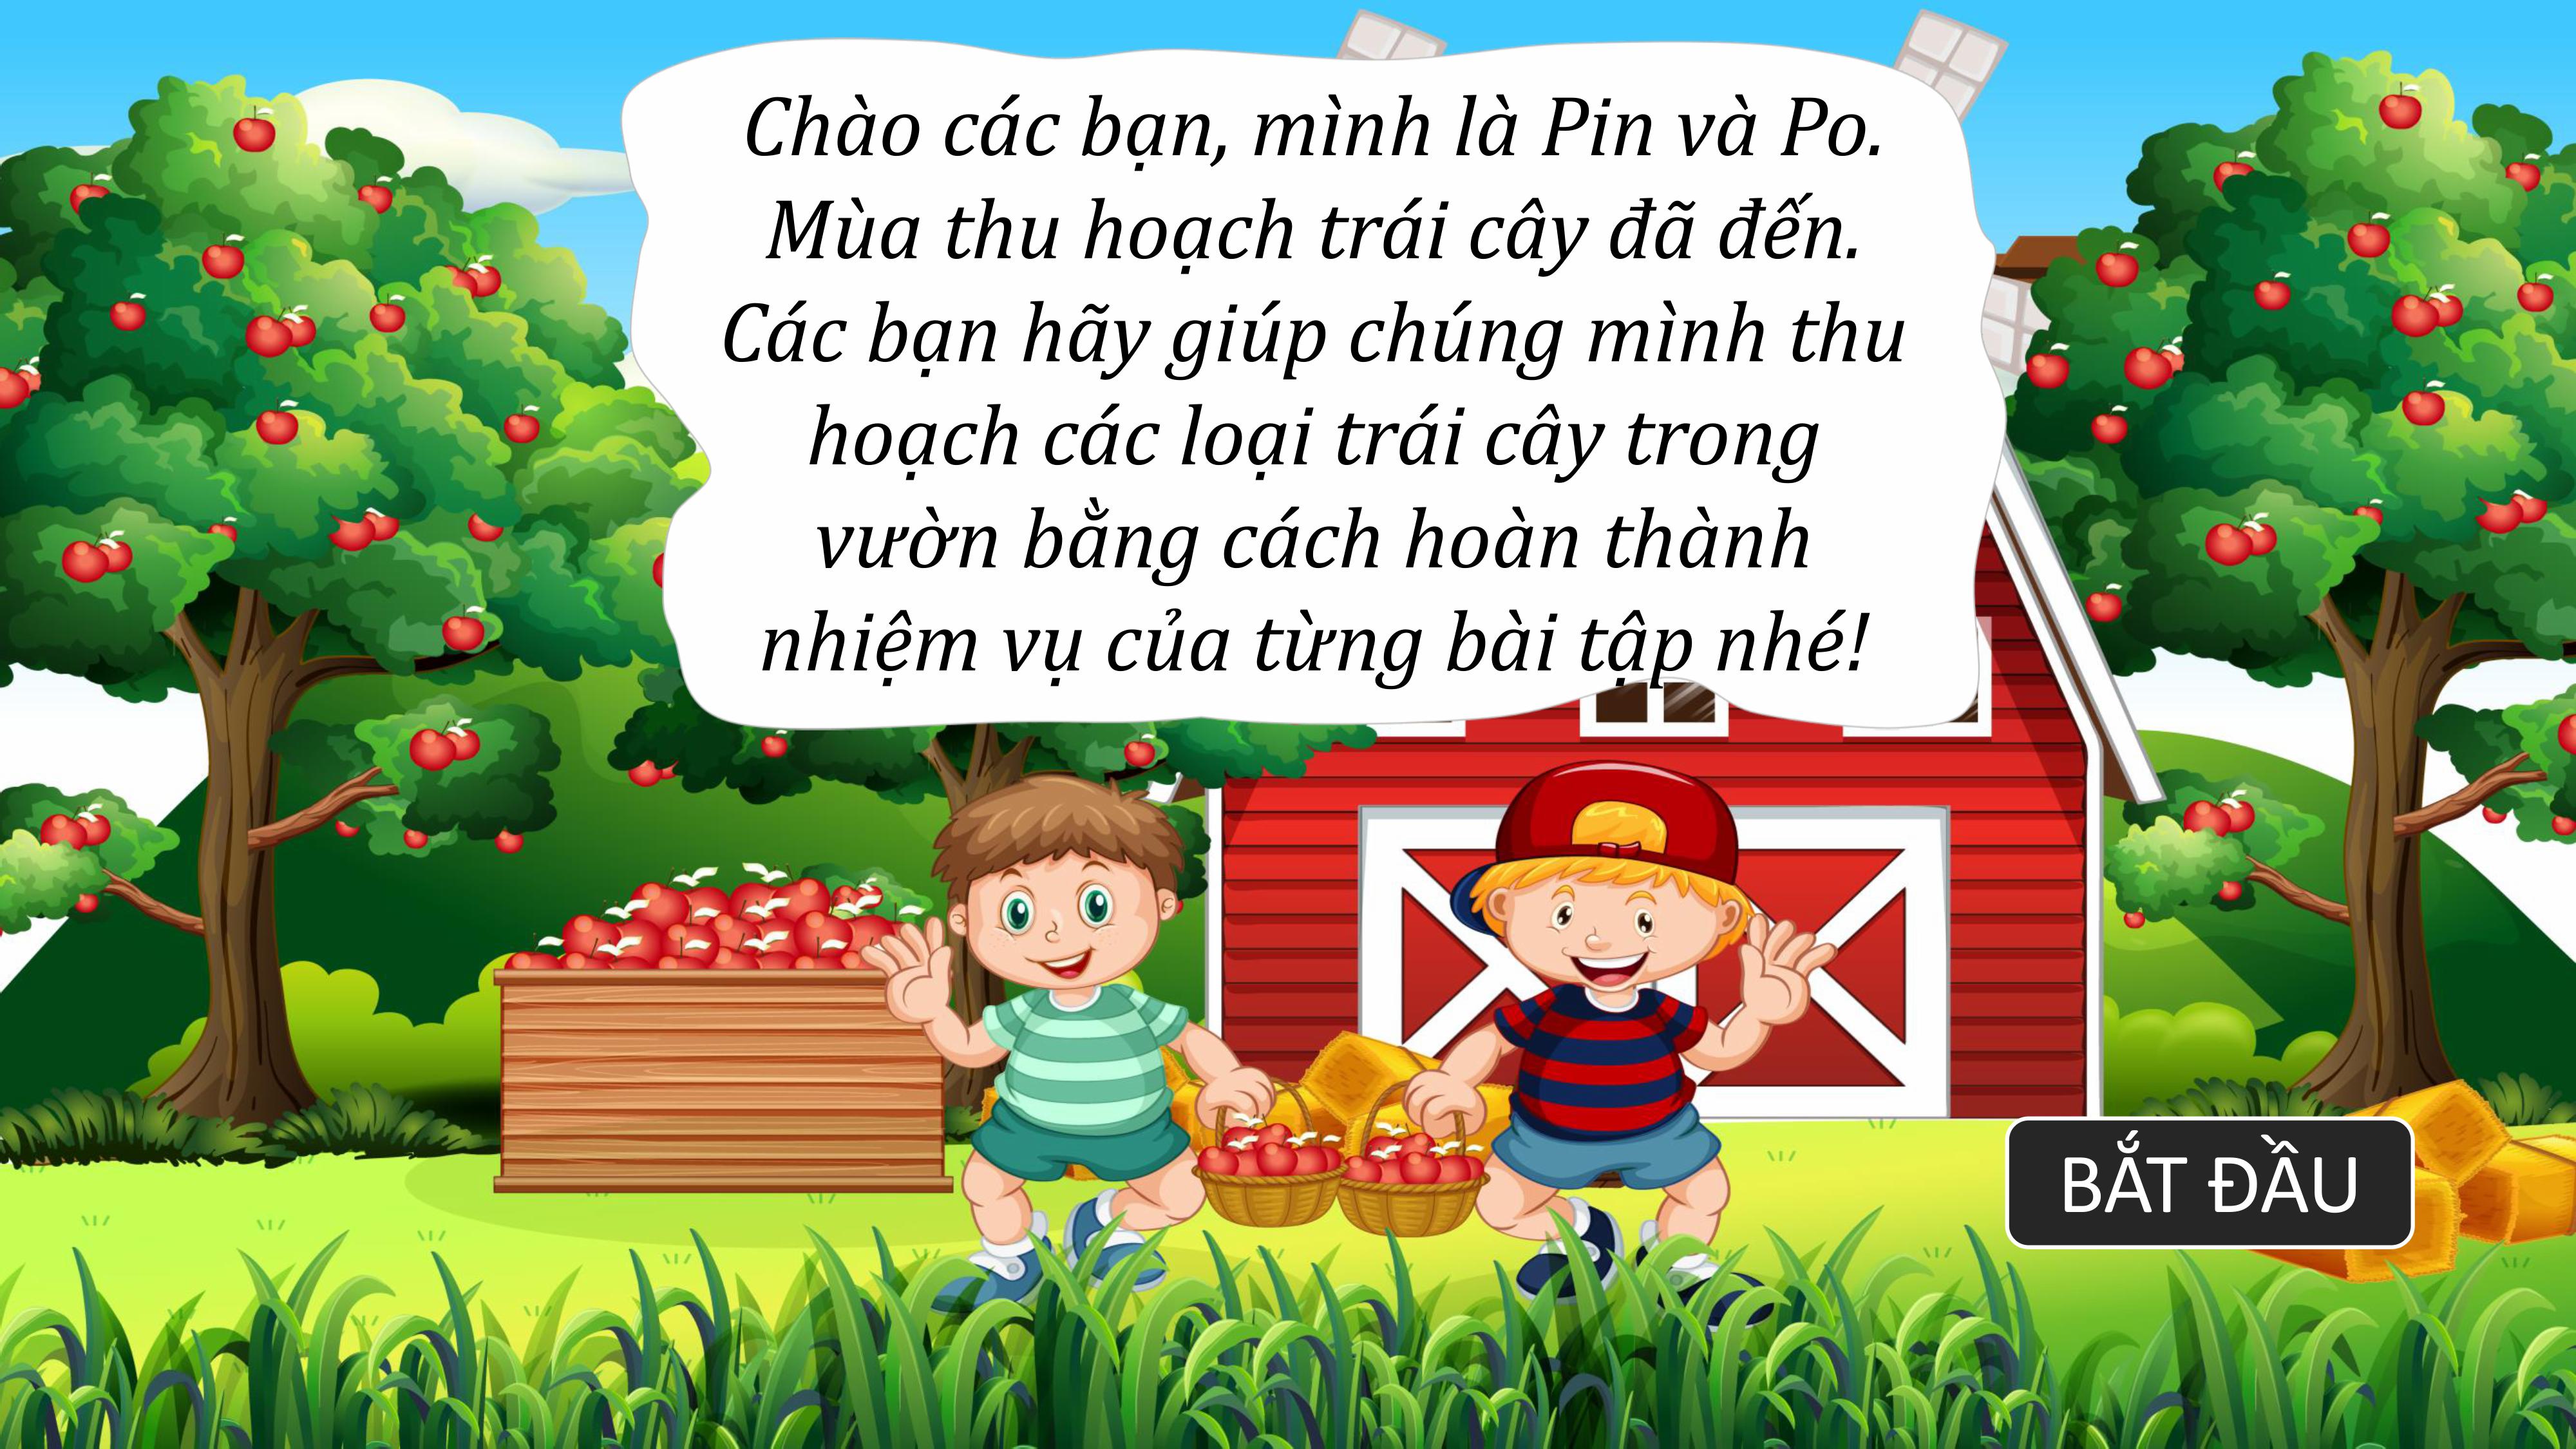 Chào các bạn, mình là Pin và Po.
Mùa thu hoạch trái cây đã đến.
Các bạn hãy giúp chúng mình thu
hoạch các loại trái cây trong
vườn bằng cách hoàn thành
nhiệm vụ của từng bài tập nhé!
BẮT ĐẦU